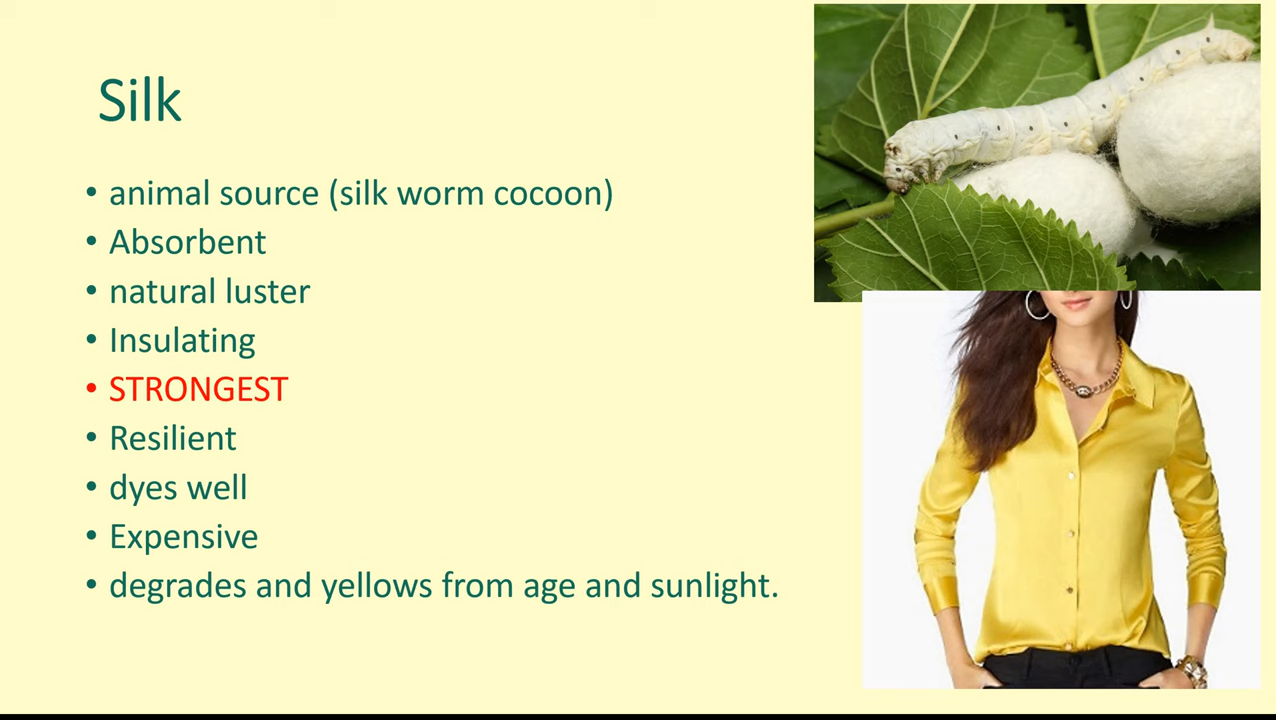 Silk
• animal source (silk worm cocoon)
• Absorbent
• natural luster
• Insulating
• STRONGEST
• Resilient
• dyes well
• Expensive
• degrades and yellows from age and sunlight.